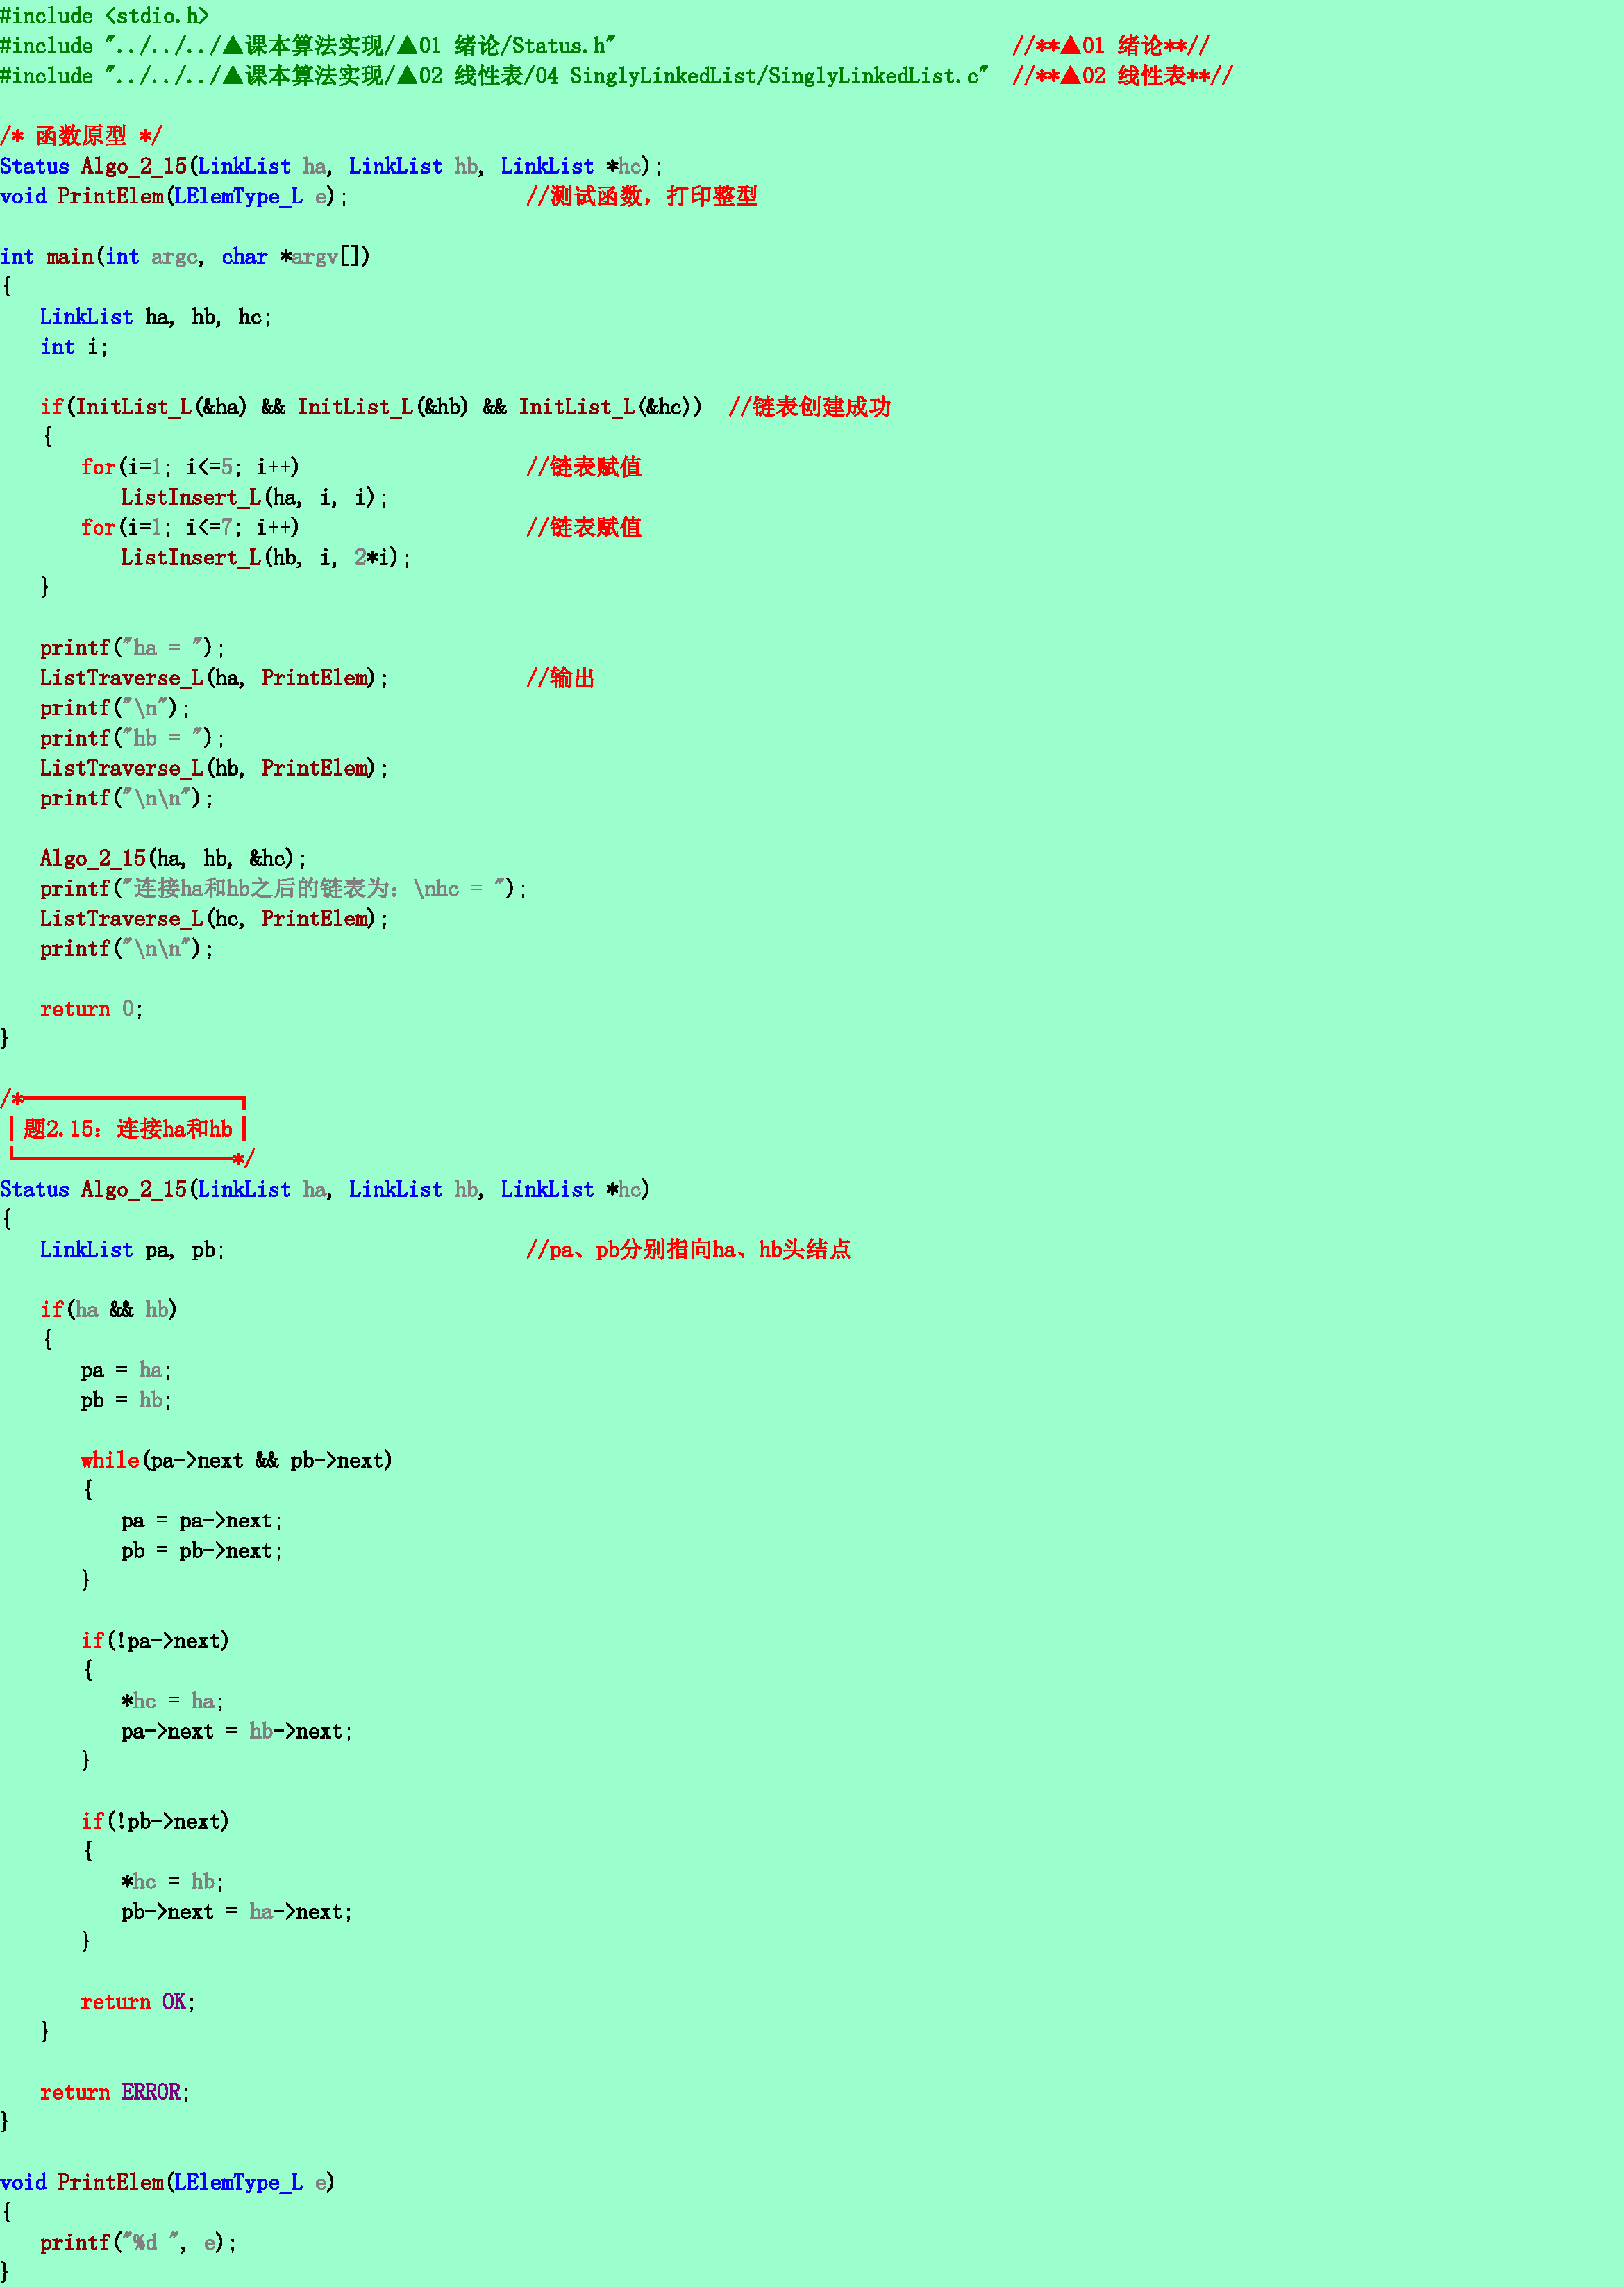 #include <stdio.h>
#include "../../../▲课本算法实现/▲01 绪论/Status.h" //**▲01 绪论**//
#include "../../../▲课本算法实现/▲02 线性表/04 SinglyLinkedList/SinglyLinkedList.c" //**▲02 线性表**//
/* 函数原型 */
Status Algo_2_15(LinkList ha, LinkList hb, LinkList *hc);
void PrintElem(LElemType_L e); //测试函数，打印整型
int main(int argc, char *argv[])
{
LinkList ha, hb, hc;
int i;
if(InitList_L(&ha) && InitList_L(&hb) && InitList_L(&hc)) //链表创建成功
{
for(i=1; i<=5; i++) //链表赋值
ListInsert_L(ha, i, i);
for(i=1; i<=7; i++) //链表赋值
ListInsert_L(hb, i, 2*i);
}
printf("ha = ");
ListTraverse_L(ha, PrintElem); //输出
printf("\n");
printf("hb = ");
ListTraverse_L(hb, PrintElem);
printf("\n\n");
Algo_2_15(ha, hb, &hc);
printf("连接ha和hb之后的链表为：\nhc = ");
ListTraverse_L(hc, PrintElem);
printf("\n\n");
return 0;
}
/*━━━━━━━━━┓
┃题2.15：连接ha和hb┃
┗━━━━━━━━━*/
Status Algo_2_15(LinkList ha, LinkList hb, LinkList *hc)
{
LinkList pa, pb; //pa、pb分别指向ha、hb头结点
if(ha && hb)
{
pa = ha;
pb = hb;
while(pa->next && pb->next)
{
pa = pa->next;
pb = pb->next;
}
if(!pa->next)
{
*hc = ha;
pa->next = hb->next;
}
if(!pb->next)
{
*hc = hb;
pb->next = ha->next;
}
return OK;
}
return ERROR;
}
void PrintElem(LElemType_L e)
{
printf("%d ", e);
}